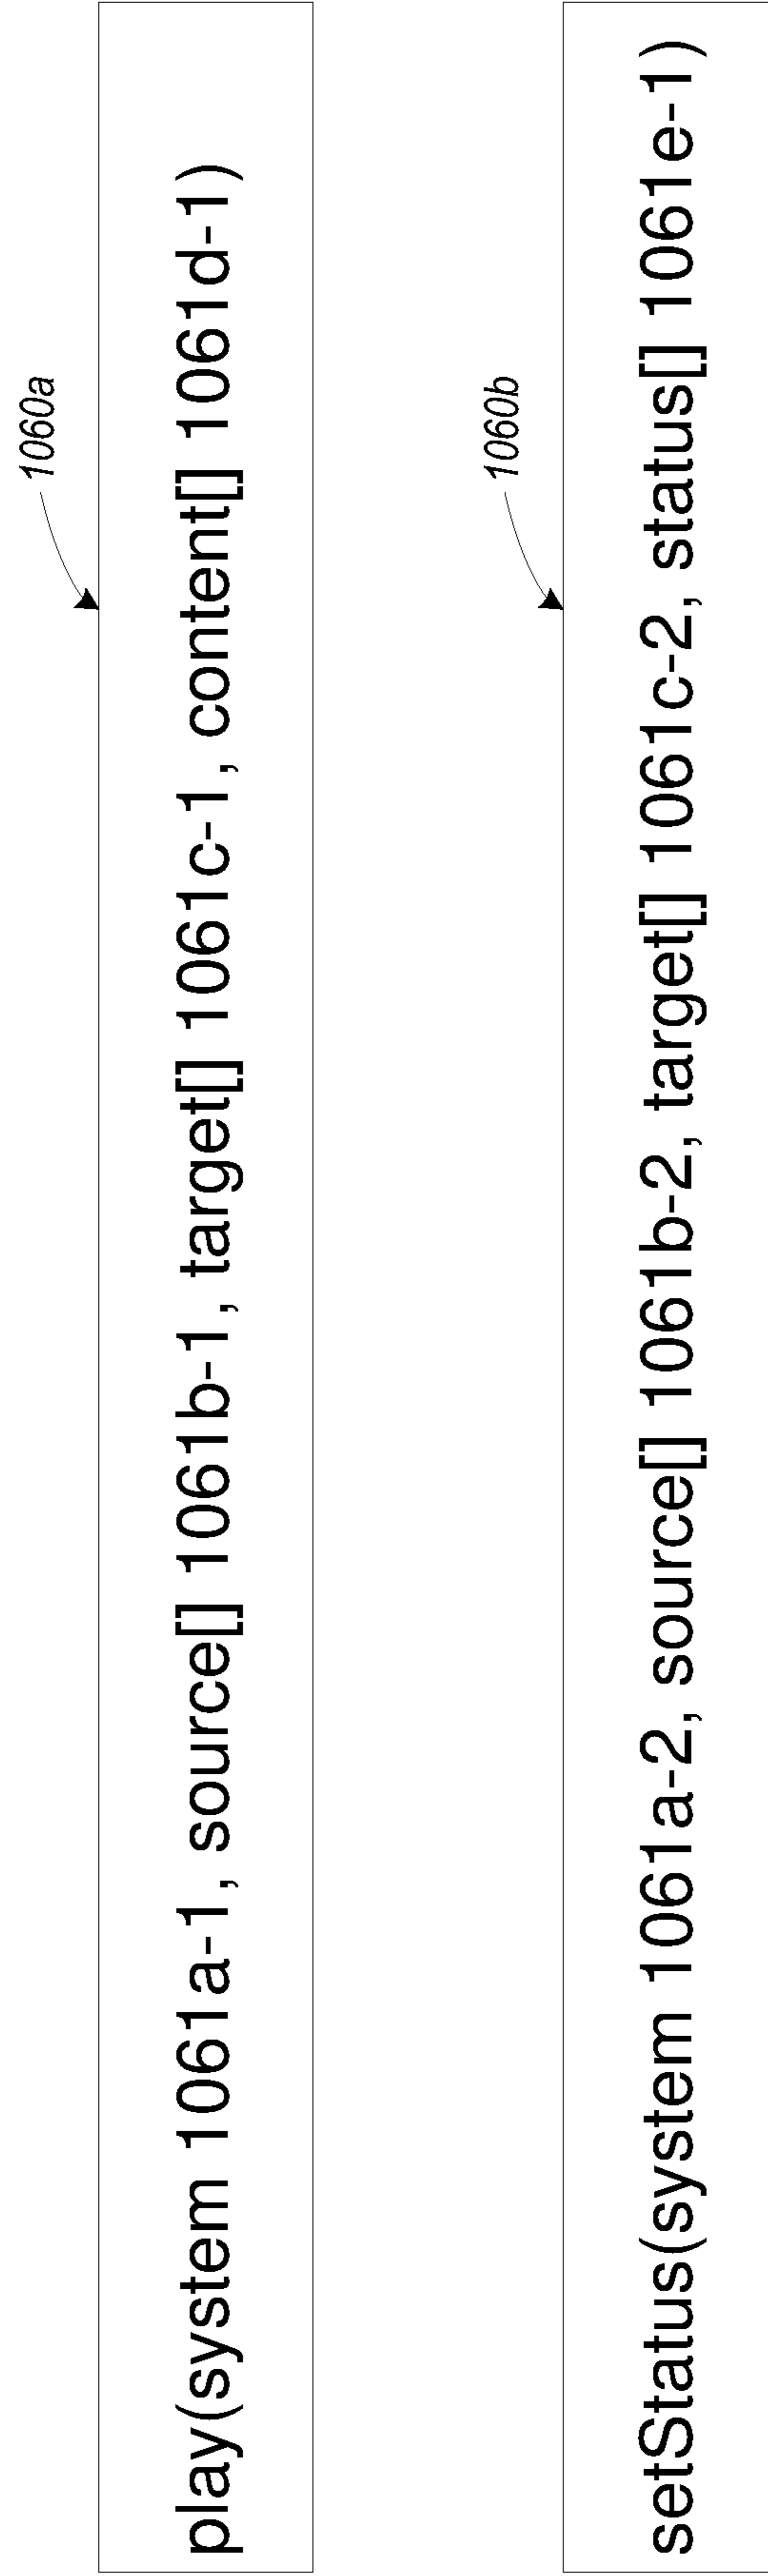 1060a
play(system 1061a-1, source[] 1061b-1, target[] 1061c-1, content[] 1061d-1)
1060b
setStatus(system 1061a-2, source[] 1061b-2, target[] 1061c-2, status[] 1061e-1)